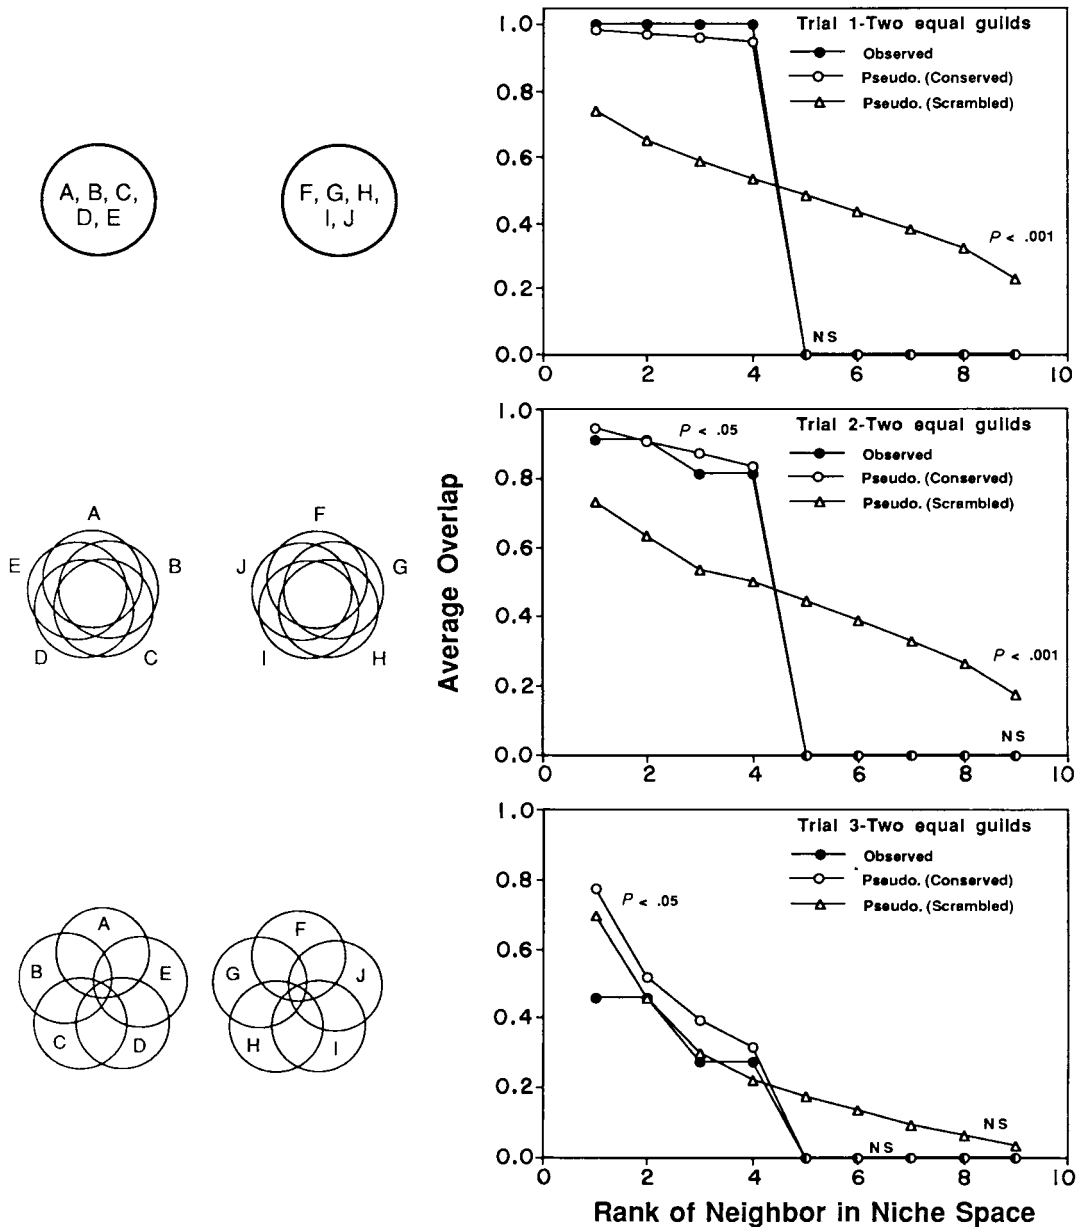 A, B, C,
D, E
F, G, H,
I, J
Trial 1-Two equal guilds
Observed
Pseudo. (Conserved)
Pseudo. (Scrambled)
P < .001
NS
1.0
0.8
0.6
0.4
0.2
0.0
0 2 4 6 8 10
A
E B
D C
F
J G
I H
Trial 2-Two equal guilds
Observed
Pseudo. (Conserved)
Pseudo. (Scrambled)
P < .05
P < .001
NS
1.0
0.8
0.6
0.4
0.2
0.0
0 2 4 6 8 10
Average Overlap
A
B E
C D
F
G J
H I
Trial 3-Two equal guilds
Observed
Pseudo. (Conserved)
Pseudo. (Scrambled)
P < .05
NS
NS
1.0
0.8
0.6
0.4
0.2
0.0
0 2 4 6 8 10
Rank of Neighbor in Niche Space